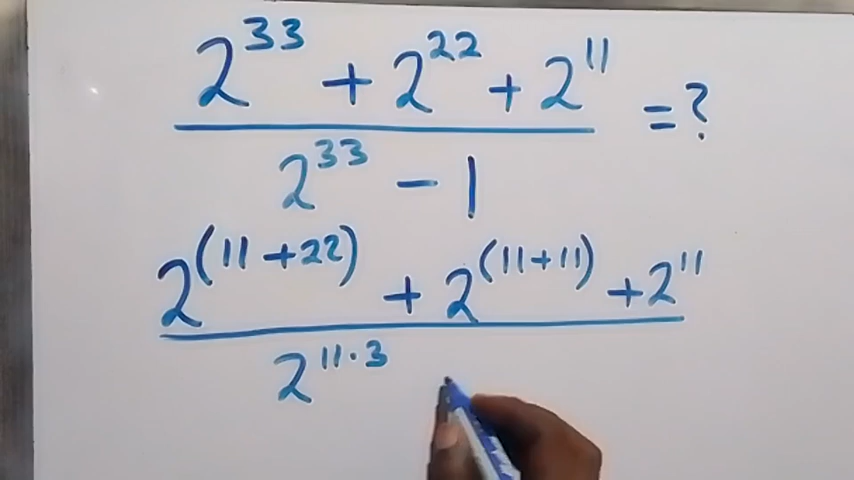 2^33 + 2^22 + 2^11 = ?
2^33 - 1
2^(11+22) + 2^(11+11) + 2^11
2^11·3